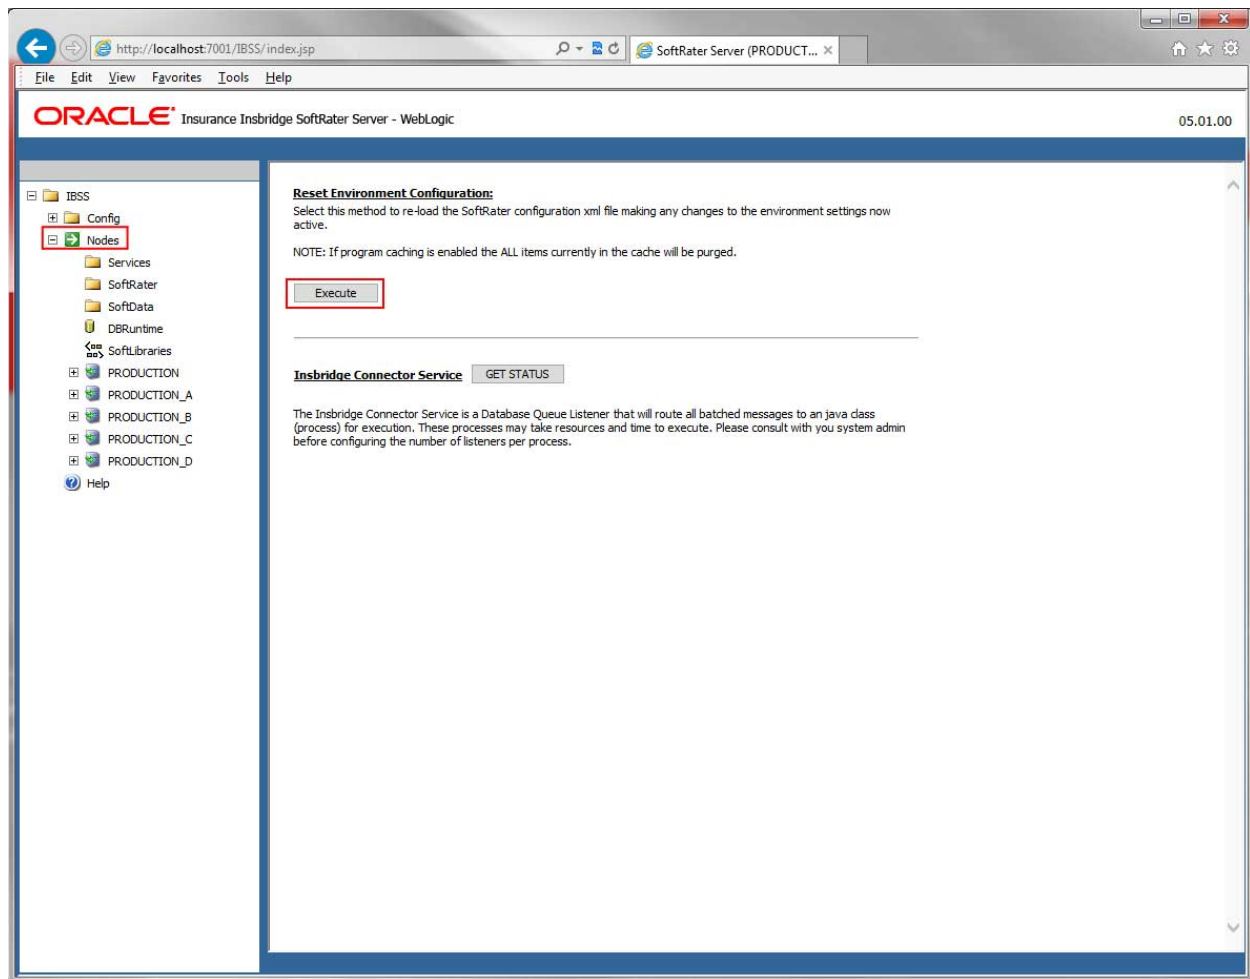 http://localhost:7001/IBSS/index.jsp
SoftRater Server (PRODUCT...
File Edit View Favorites Tools Help
ORACLE Insurance Insbridge SoftRater Server - WebLogic
05.01.00
IBSS
Config
Nodes
Services
SoftRater
SoftData
DBRuntime
SoftLibraries
PRODUCTION
PRODUCTION_A
PRODUCTION_B
PRODUCTION_C
PRODUCTION_D
Help
Reset Environment Configuration:
Select this method to re-load the SoftRater configuration xml file making any changes to the environment settings now
active.
NOTE: If program caching is enabled the ALL items currently in the cache will be purged.
Execute
Insbridge Connector Service GET STATUS
The Insbridge Connector Service is a Database Queue Listener that will route all batched messages to an java class
(process) for execution. These processes may take resources and time to execute. Please consult with you system admin
before configuring the number of listeners per process.